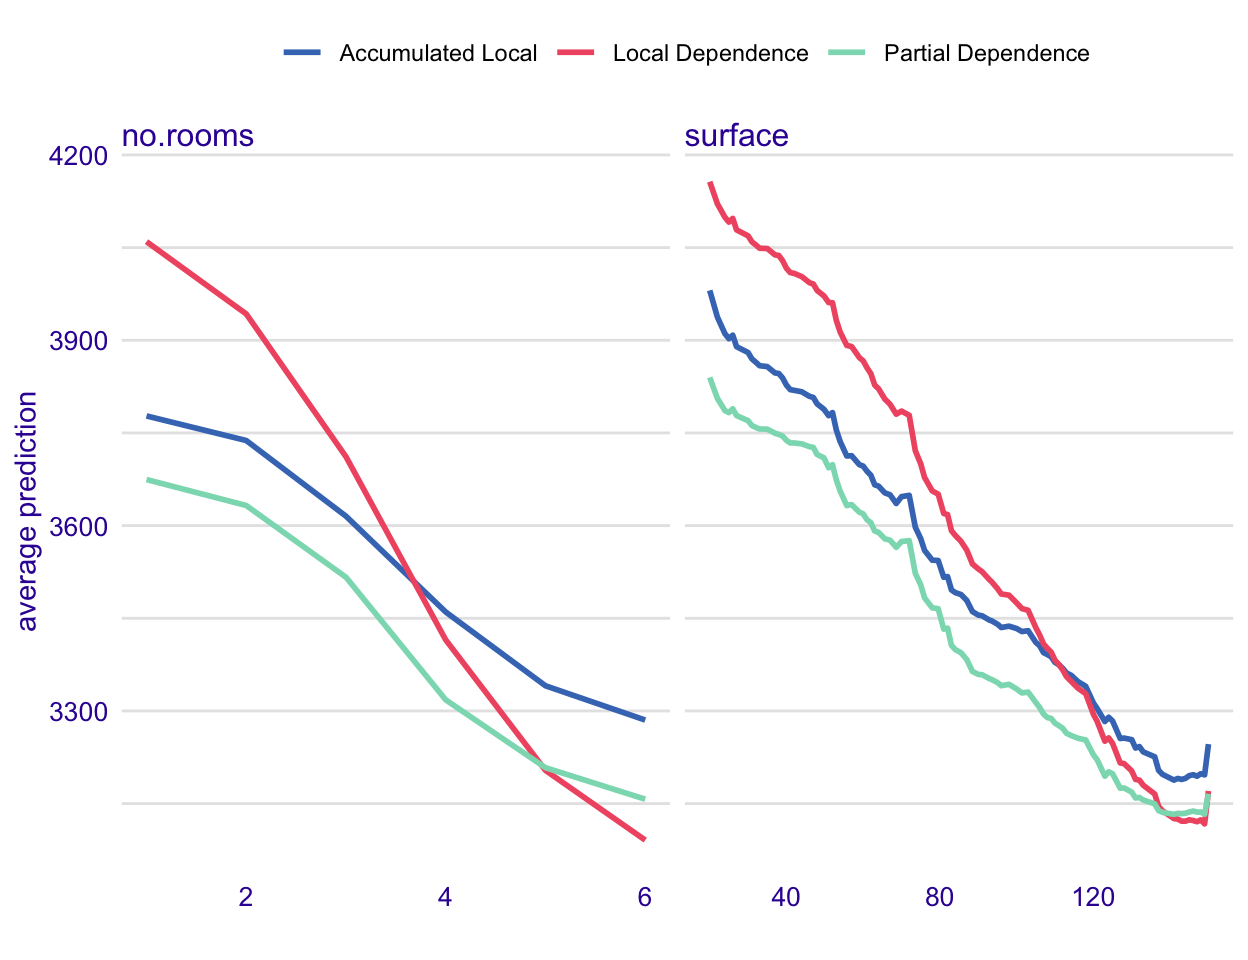 Accumulated Local Local Dependence Partial Dependence
no.rooms surface
4200
3900
3600
3300
average prediction
2 4 6 40 80 120